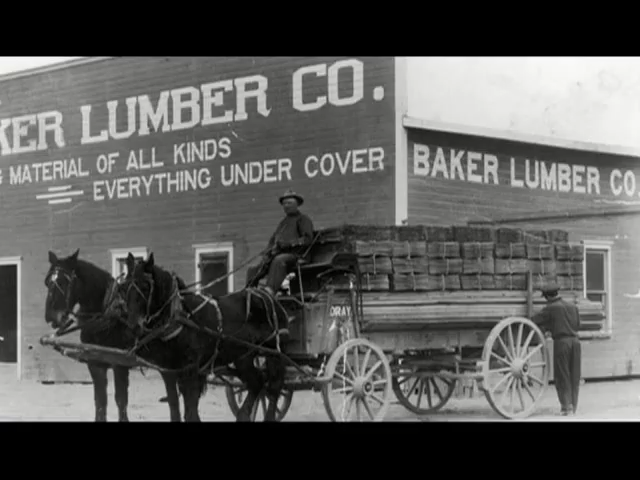 KER LUMBER CO.
G MATERIAL OF ALL KINDS
EVERYTHING UNDER COVER
BAKER LUMBER CO
DRAY